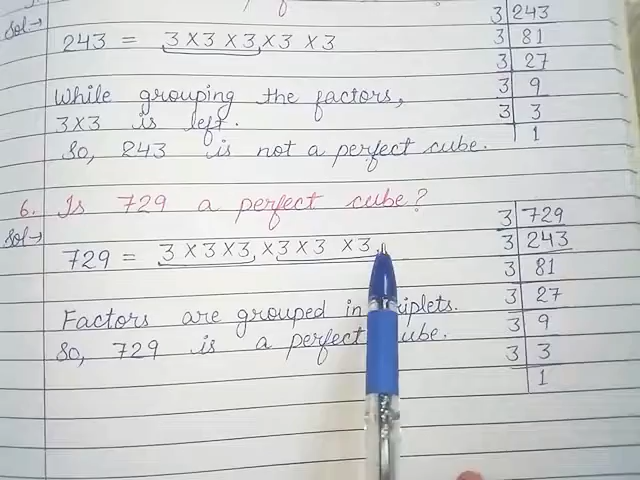 Sol→
243 = 3 × 3 × 3 × 3 × 3
3 | 243
3 | 81
3 | 27
3 | 9
3 | 3
1
While grouping the factors,
3×3 is left.
So, 243 is not a perfect cube.
6. Is 729 a perfect cube?
Sol→
729 = 3 × 3 × 3 × 3 × 3 × 3
3 | 729
3 | 243
3 | 81
3 | 27
3 | 9
3 | 3
1
Factors are grouped in triplets.
So, 729 is a perfect cube.